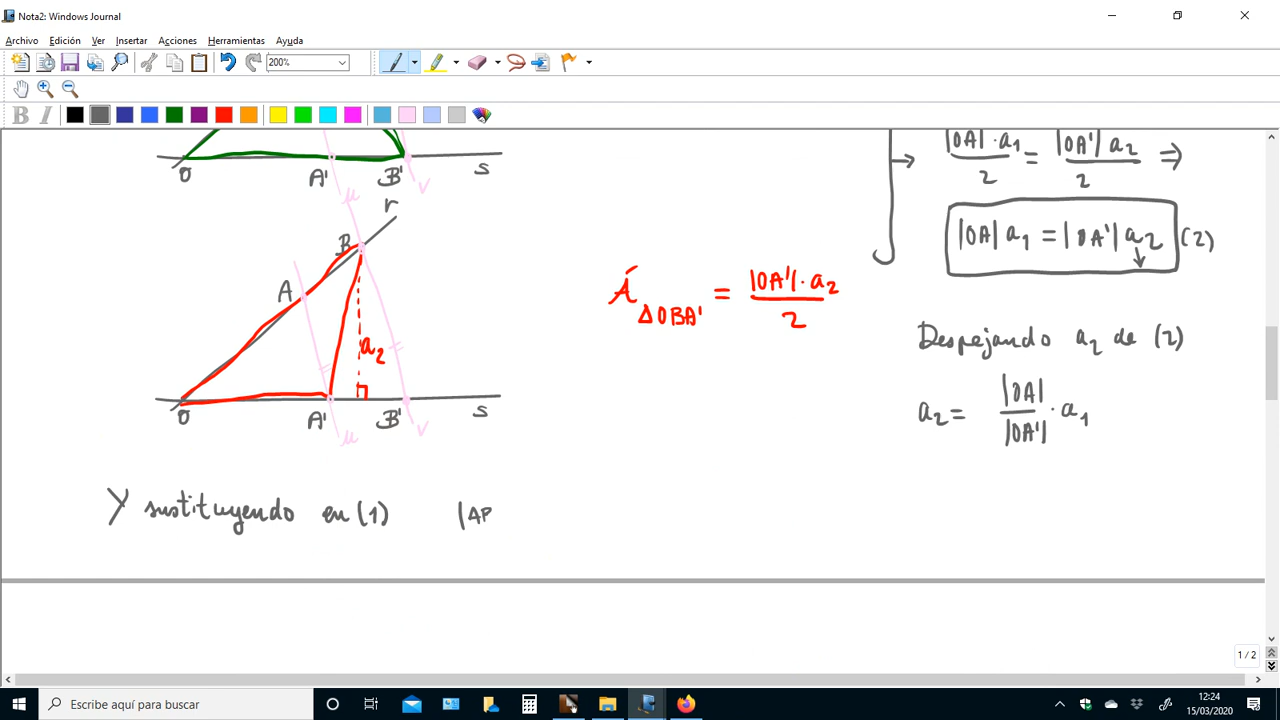 Nota2: Windows Journal
Archivo Edición Ver Insertar Acciones Herramientas Ayuda
200%
B I
O A' B' S
μ v
r
B
A
a₂
O A' B' S
μ v
Á ΔOBA' = |OA'|·a₂ / 2
|OA|·a₁ / 2 = |OA'| a₂ / 2 ⇒
|OA| a₁ = |OA'| a₂ (2)
Despejando a₂ de (2)
a₂ = |OA| / |OA'| · a₁
Y sustituyendo en (1) |AP
1 / 2
Escribe aquí para buscar
12:24
15/03/2020